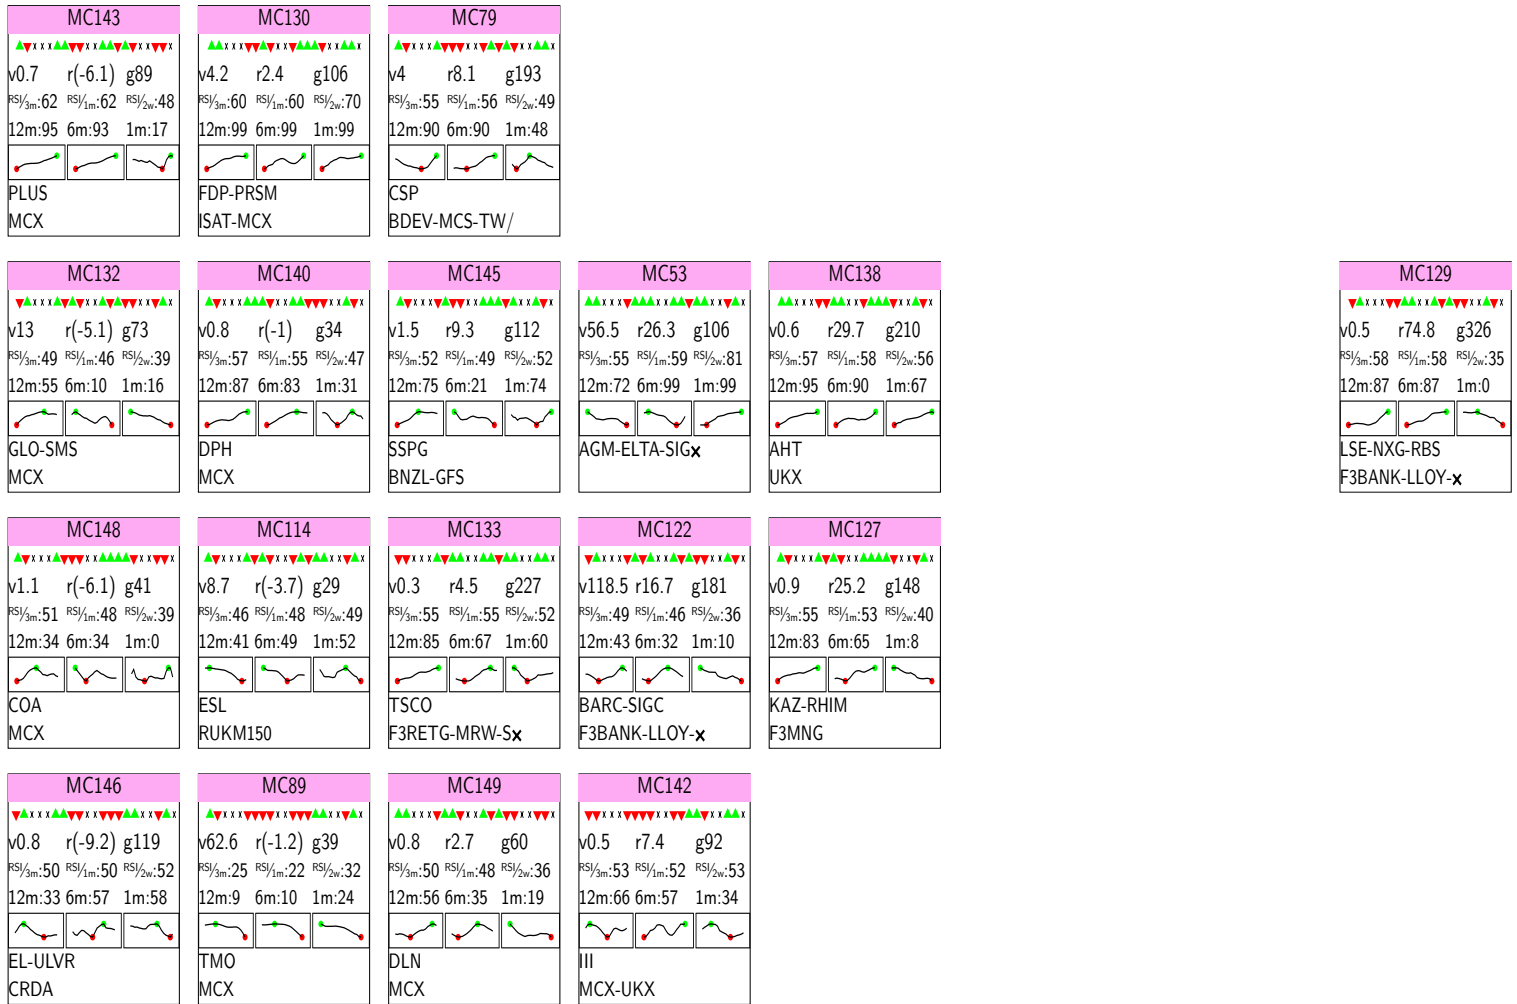 MC143 MC130 MC79
v0.7 r(-6.1) g89 v4.2 r2.4 g106 v4 r8.1 g193
RSI/3m:62 RSI/1m:62 RSI/2w:48 RSI/3m:60 RSI/1m:60 RSI/2w:70 RSI/3m:55 RSI/1m:56 RSI/2w:49
12m:95 6m:93 1m:17 12m:99 6m:99 1m:99 12m:90 6m:90 1m:48
PLUS FDP-PRSM CSP
MCX ISAT-MCX BDEV-MCS-TW/
MC132 MC140 MC145 MC53 MC138 MC129
v13 r(-5.1) g73 v0.8 r(-1) g34 v1.5 r9.3 g112 v56.5 r26.3 g106 v0.6 r29.7 g210 v0.5 r74.8 g326
RSI/3m:49 RSI/1m:46 RSI/2w:39 RSI/3m:57 RSI/1m:55 RSI/2w:47 RSI/3m:52 RSI/1m:49 RSI/2w:52 RSI/3m:55 RSI/1m:59 RSI/2w:81 RSI/3m:57 RSI/1m:58 RSI/2w:56 RSI/3m:58 RSI/1m:58 RSI/2w:35
12m:55 6m:10 1m:16 12m:87 6m:83 1m:31 12m:75 6m:21 1m:74 12m:72 6m:99 1m:99 12m:95 6m:90 1m:67 12m:87 6m:87 1m:0
GLO-SMS DPH SSPG AGM-ELTA-SIGx AHT LSE-NXG-RBS
MCX MCX BNZL-GFS UKX F3BANK-LLOY-x
MC148 MC114 MC133 MC122 MC127
v1.1 r(-6.1) g41 v8.7 r(-3.7) g29 v0.3 r4.5 g227 v118.5 r16.7 g181 v0.9 r25.2 g148
RSI/3m:51 RSI/1m:48 RSI/2w:39 RSI/3m:46 RSI/1m:48 RSI/2w:49 RSI/3m:55 RSI/1m:55 RSI/2w:52 RSI/3m:49 RSI/1m:46 RSI/2w:36 RSI/3m:55 RSI/1m:53 RSI/2w:40
12m:34 6m:34 1m:0 12m:41 6m:49 1m:52 12m:85 6m:67 1m:60 12m:43 6m:32 1m:10 12m:83 6m:65 1m:8
COA ESL TSCO BARC-SIGC KAZ-RHIM
MCX RUKM150 F3RETG-MRW-Sx F3BANK-LLOY-x F3MNG
MC146 MC89 MC149 MC142
v0.8 r(-9.2) g119 v62.6 r(-1.2) g39 v0.8 r2.7 g60 v0.5 r7.4 g92
RSI/3m:50 RSI/1m:50 RSI/2w:52 RSI/3m:25 RSI/1m:22 RSI/2w:32 RSI/3m:50 RSI/1m:48 RSI/2w:36 RSI/3m:53 RSI/1m:52 RSI/2w:53
12m:33 6m:57 1m:58 12m:9 6m:10 1m:24 12m:56 6m:35 1m:19 12m:66 6m:57 1m:34
EL-ULVR TMO DLN III
CRDA MCX MCX MCX-UKX